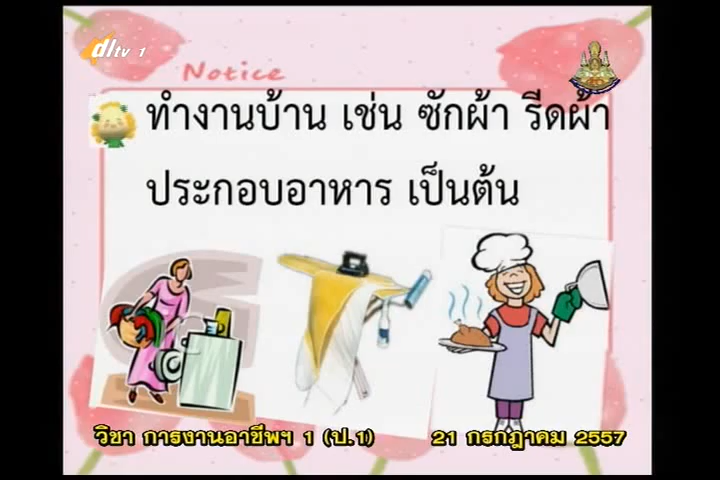 dltv 1
Notice
ทำงานบ้าน เช่น ซักผ้า รีดผ้า
ประกอบอาหาร เป็นต้น
วิชา การงานอาชีพฯ 1 (ป.1) 21 กรกฎาคม 2557